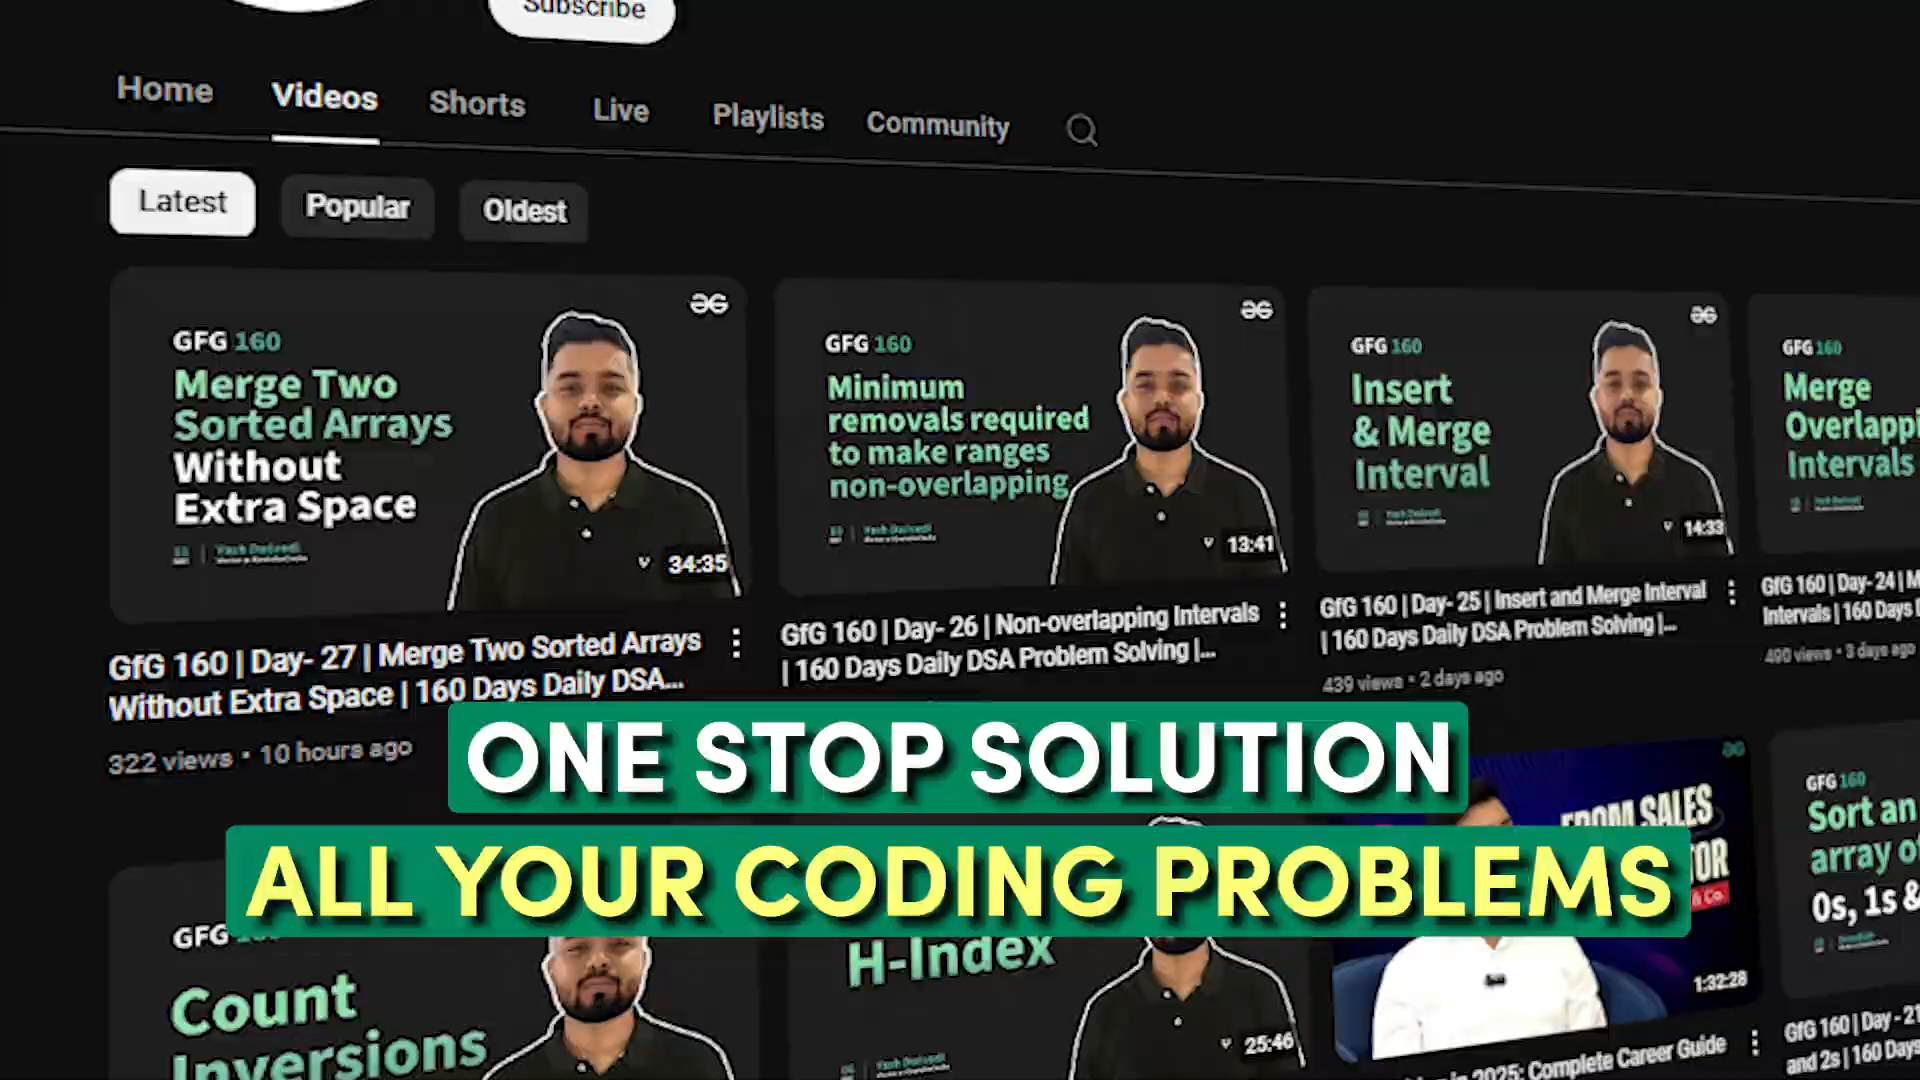 Subscribe
Home
Videos
Shorts
Live
Playlists
Community
Latest
Popular
Oldest
GFG 160
Merge Two
Sorted Arrays
Without
Extra Space
34:35
GfG 160 | Day- 27 | Merge Two Sorted Arrays
Without Extra Space | 160 Days Daily DSA...
322 views • 10 hours ago
GFG 160
Minimum
removals required
to make ranges
non-overlapping
13:41
GfG 160 | Day- 26 | Non-overlapping Intervals
| 160 Days Daily DSA Problem Solving |...
GFG 160
Insert
& Merge
Interval
14:33
GfG 160 | Day- 25 | Insert and Merge Interval
| 160 Days Daily DSA Problem Solving |...
439 views • 2 days ago
GFG 160
Merge
Overlappi
Intervals
GfG 160 | Day- 24 | M
Intervals | 160 Days
490 views • 3 days ago
ONE STOP SOLUTION
ALL YOUR CODING PROBLEMS
GFG
Count
Inversions
H-Index
25:46
FROM SALES
TOR
& Co.
1:32:28
in 2025: Complete Career Guide
GFG 160
Sort an
array of
0s, 1s &
GfG 160 | Day - 21
and 2s | 160 Days